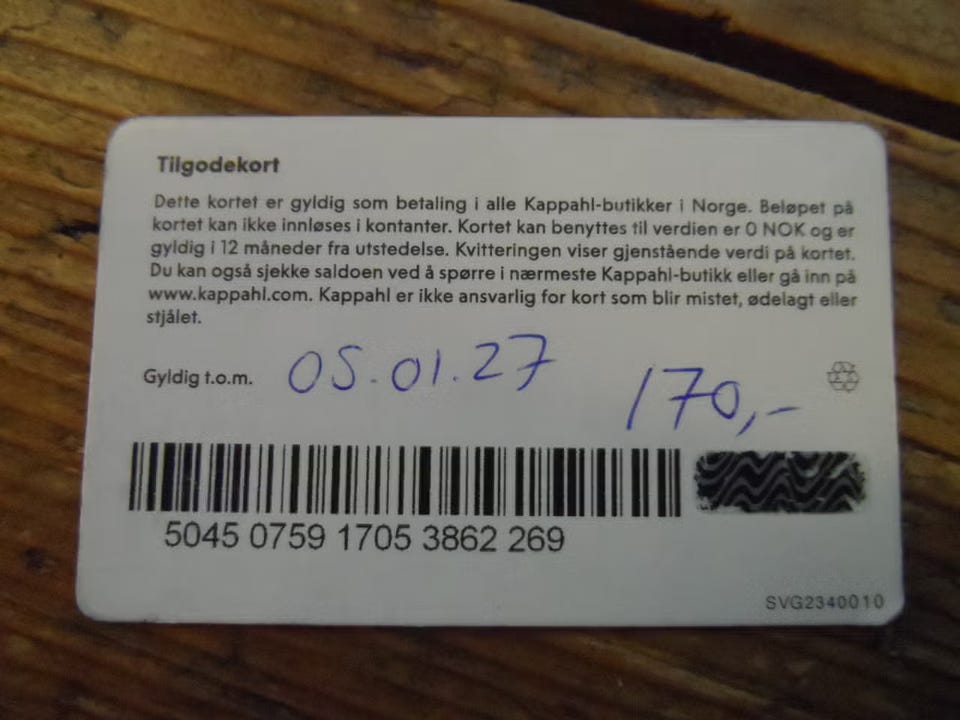 Tilgodekort
Dette kortet er gyldig som betaling i alle Kappahl-butikker i Norge. Beløpet på
kortet kan ikke innløses i kontanter. Kortet kan benyttes til verdien er 0 NOK og er
gyldig i 12 måneder fra utstedelse. Kvitteringen viser gjenstående verdi på kortet.
Du kan også sjekke saldoen ved å spørre i nærmeste Kappahl-butikk eller gå inn på
www.kappahl.com. Kappahl er ikke ansvarlig for kort som blir mistet, ødelagt eller
stjålet.
Gyldig t.o.m. 05.01.27
170,-
5045 0759 1705 3862 269
SVG2340010